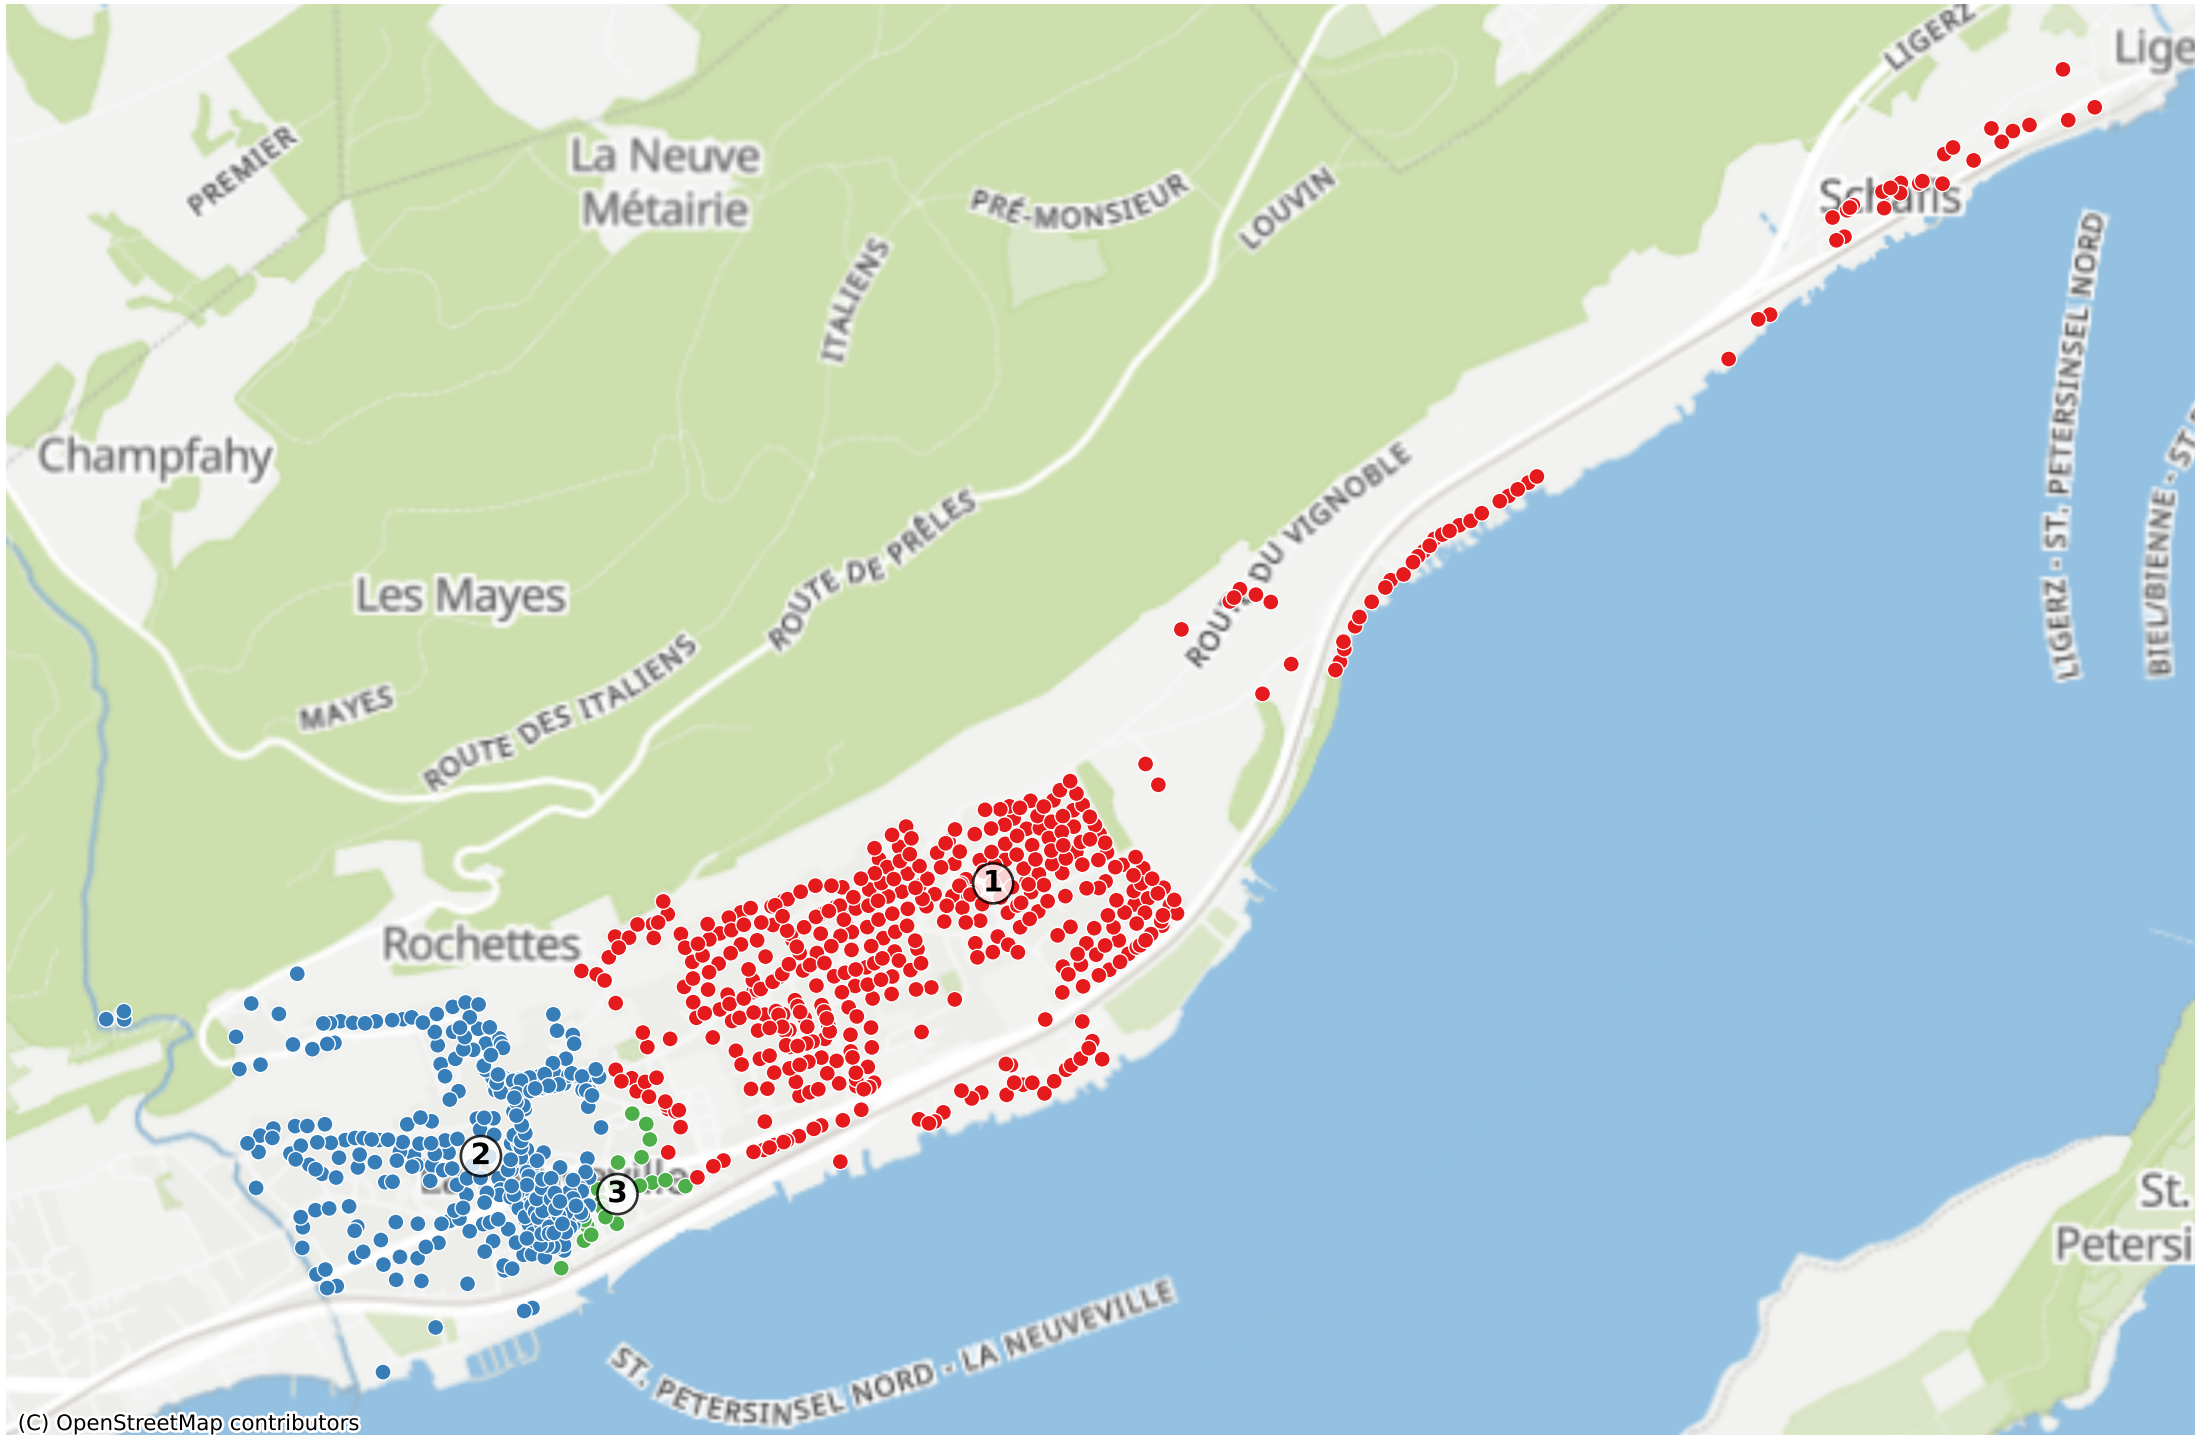 LIGERZ
Lige
PREMIER
La Neuve
Métairie
PRÉ-MONSIEUR
LOUVIN
ITALIENS
LIGERZ - ST. PETERSINSEL NORD
Champfahy
ROUTE DU VIGNOBLE
BIEL/BIENNE - ST
Les Mayes
ROUTE DE PRÊLES
MAYES
ROUTE DES ITALIENS
1
Rochettes
2
3
St.
Petersi
ST. PETERSINSEL NORD - LA NEUVEVILLE
(C) OpenStreetMap contributors